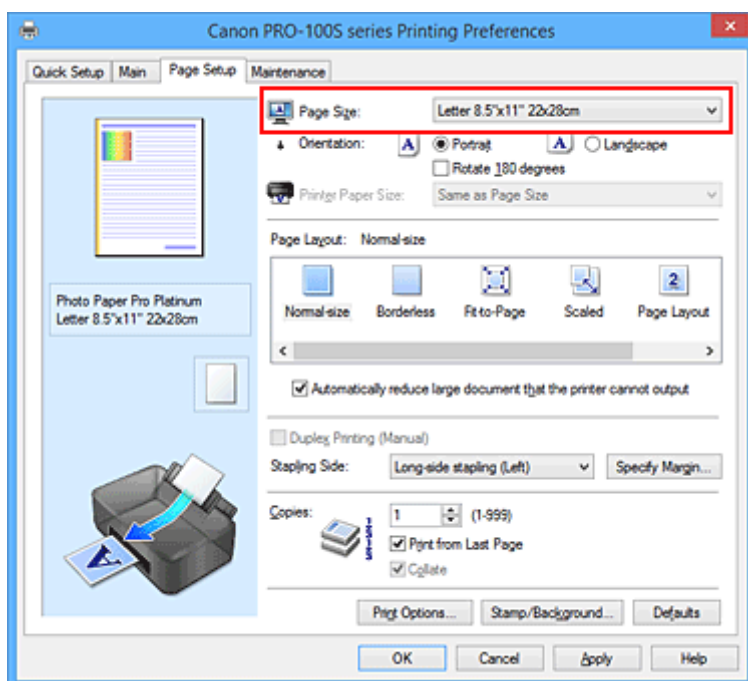 Canon PRO-100S series Printing Preferences
Quick Setup Main Page Setup Maintenance
Page Size: Letter 8.5"x11" 22x28cm
Orientation: A Portrait A Landscape
Rotate 180 degrees
Printer Paper Size: Same as Page Size
Page Layout: Normal-size
Photo Paper Pro Platinum
Letter 8.5"x11" 22x28cm
2
Normal-size Borderless Fit-to-Page Scaled Page Layout
Automatically reduce large document that the printer cannot output
Duplex Printing (Manual)
Stapling Side: Long-side stapling (Left) Specify Margin...
Copies: 1 (1-999)
Print from Last Page
Collate
A
Print Options... Stamp/Background... Defaults
OK Cancel Apply Help